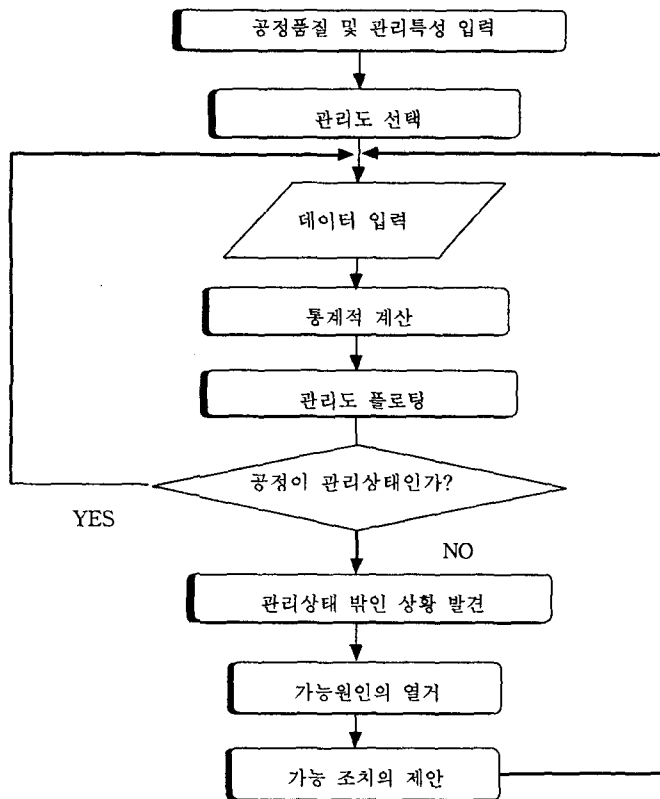 공정품질 및 관리특성 입력
관리도 선택
데이터 입력
통계적 계산
관리도 플로팅
공정이 관리상태인가?
YES
NO
관리상태 밖인 상황 발견
가능원인의 열거
가능 조치의 제안